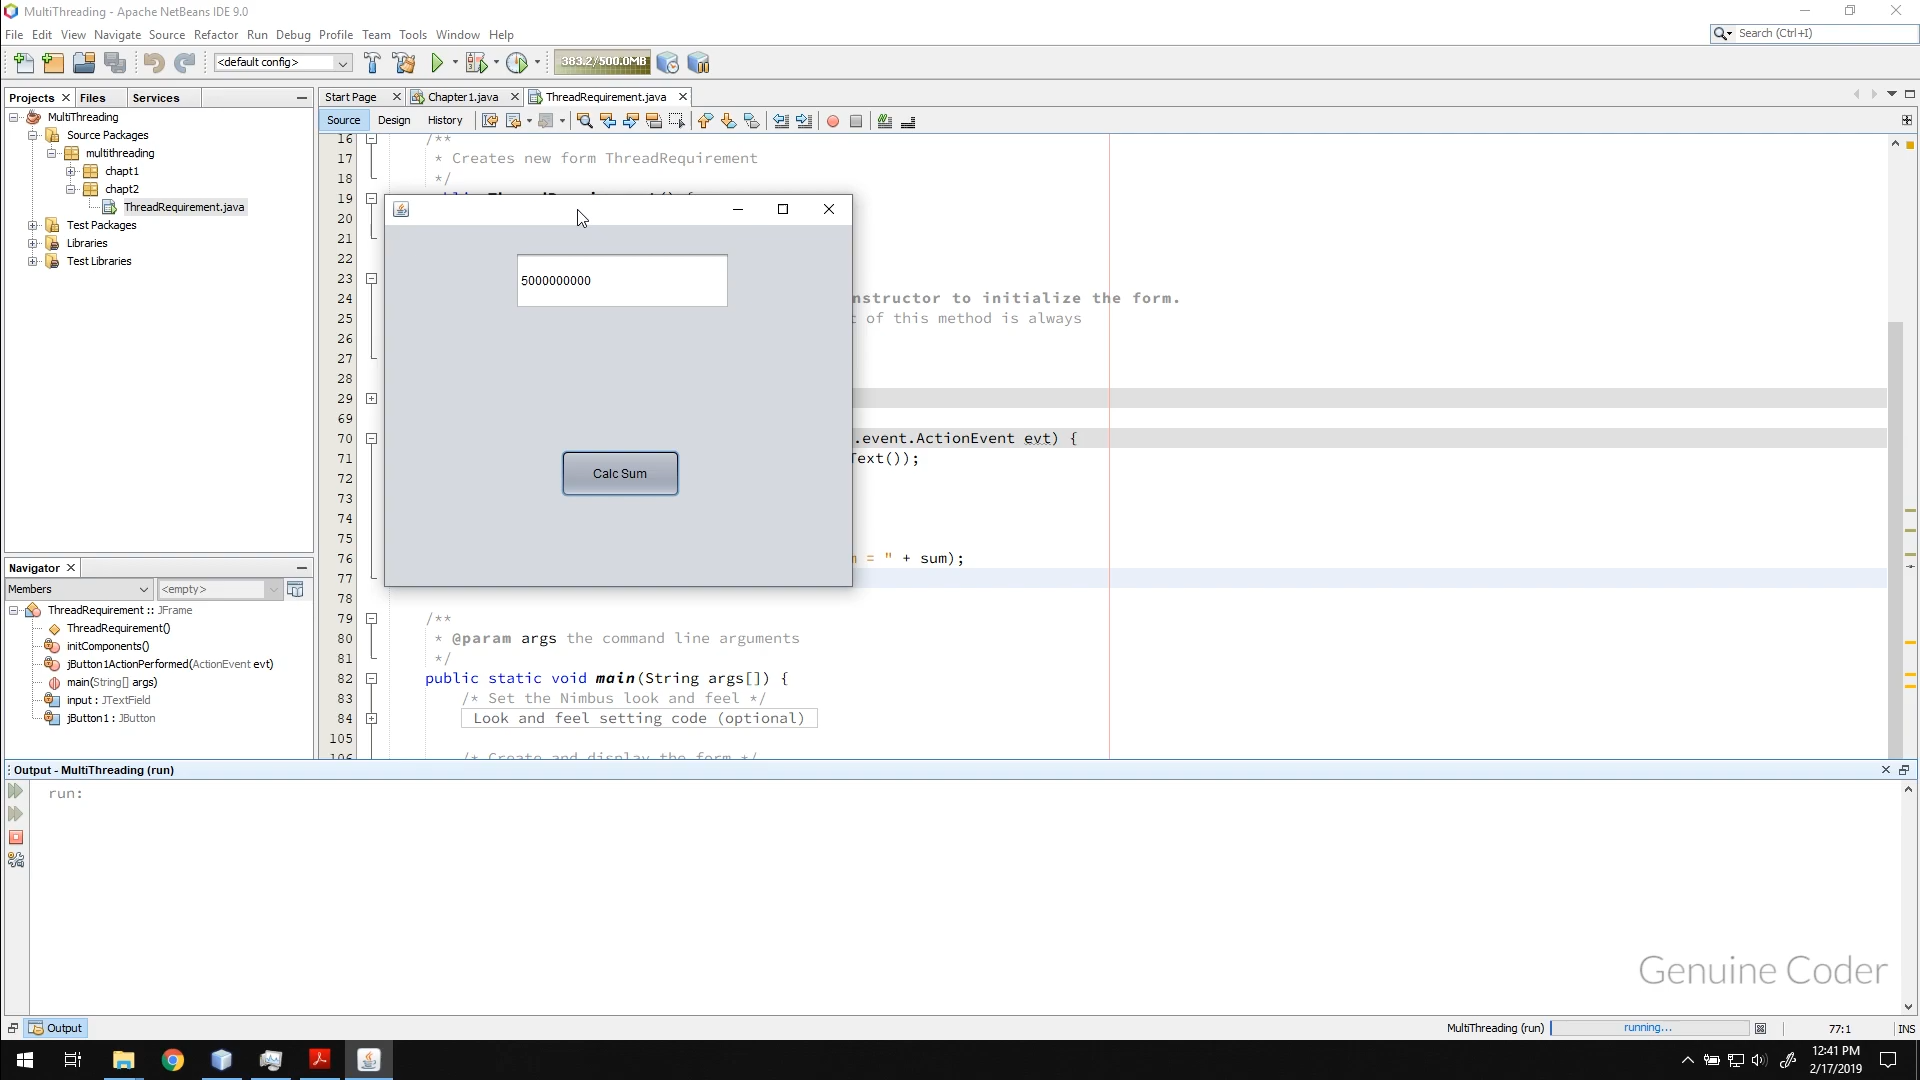 MultiThreading - Apache NetBeans IDE 9.0
File Edit View Navigate Source Refactor Run Debug Profile Team Tools Window Help
Search (Ctrl+I)
<default config>
383.2/500.0MB
Projects Files Services
Start Page Chapter1.java ThreadRequirement.java
Source Design History
MultiThreading
Source Packages
multithreading
chapt1
chapt2
ThreadRequirement.java
Test Packages
Libraries
Test Libraries
16 /**
17 * Creates new form ThreadRequirement
18 */
19
20
21
22
23
24 nstructor to initialize the form.
25 t of this method is always
26
27
28
29
69
70 .event.ActionEvent evt) {
71 Text());
72
73
74
75
76 m = " + sum);
77
78
79 /**
80 * @param args the command line arguments
81 */
82 public static void main(String args[]) {
83 /* Set the Nimbus look and feel */
84 Look and feel setting code (optional)
105
106 /* Create and display the form */
5000000000
Calc Sum
Navigator
Members <empty>
ThreadRequirement :: JFrame
ThreadRequirement()
initComponents()
jButton1ActionPerformed(ActionEvent evt)
main(String[] args)
input : JTextField
jButton1 : JButton
Output - MultiThreading (run)
run:
Genuine Coder
Output
MultiThreading (run) running... 77:1 INS
12:41 PM
2/17/2019